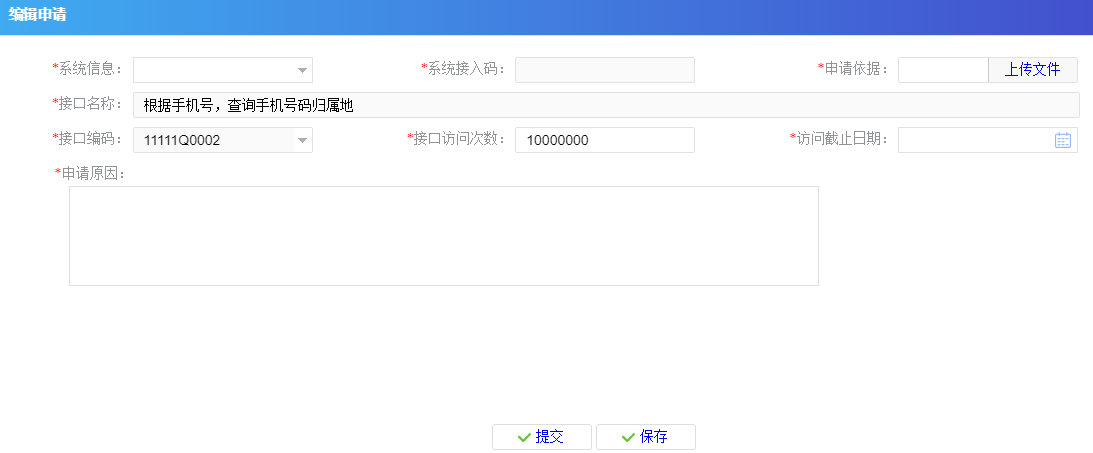 编辑申请
*系统信息： *系统接入码： *申请依据： 上传文件
*接口名称： 根据手机号，查询手机号码归属地
*接口编码： 11111Q0002 *接口访问次数： 10000000 *访问截止日期：
*申请原因：
提交 保存